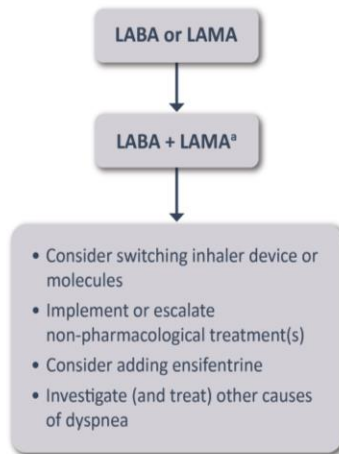 LABA or LAMA
LABA + LAMAᵃ
• Consider switching inhaler device or
molecules
• Implement or escalate
non-pharmacological treatment(s)
• Consider adding ensifentrine
• Investigate (and treat) other causes
of dyspnea